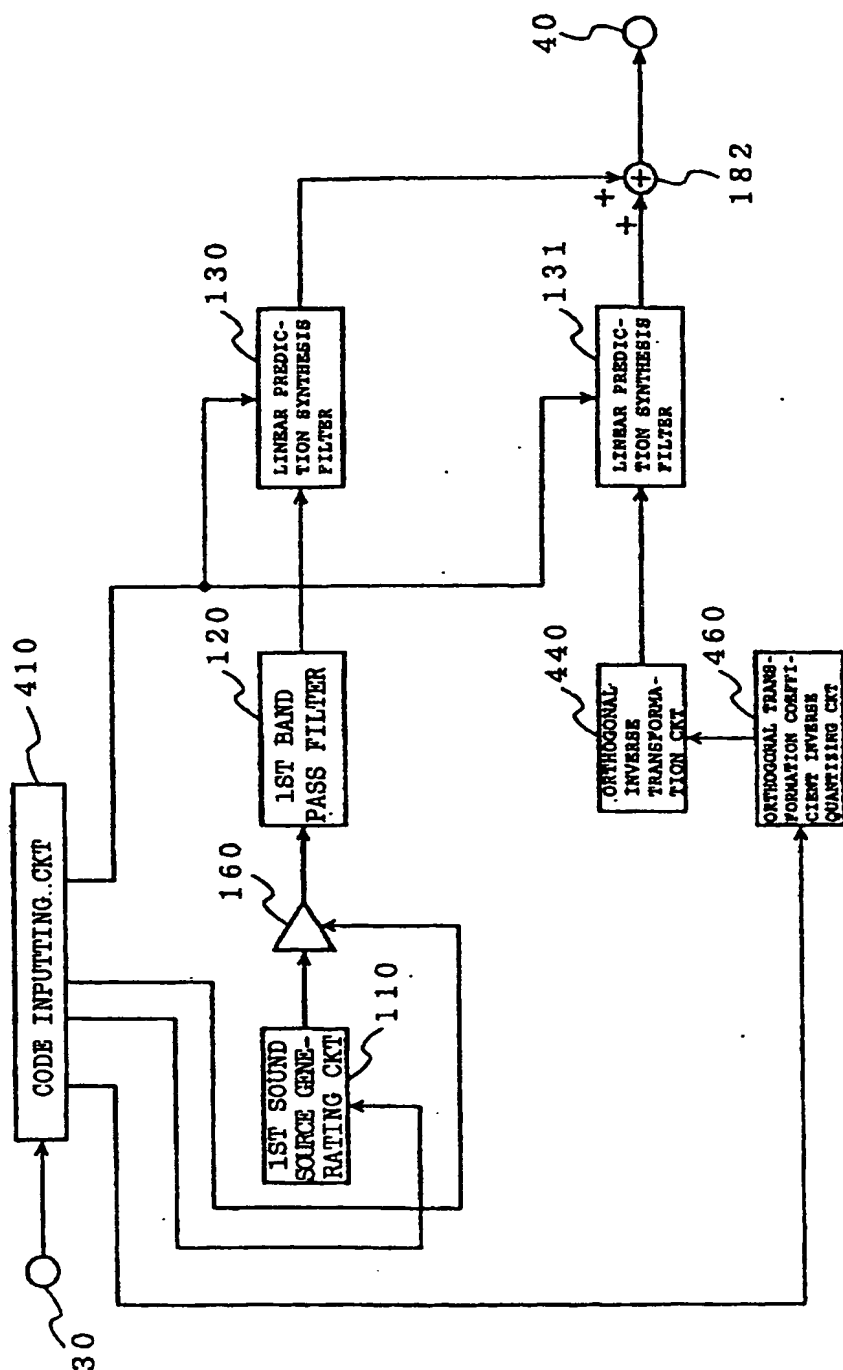 30
CODE INPUTTING..CKT
410
1ST SOUND
SOURCE GENE-
RATING CKT
110
160
1ST BAND
PASS FILTER
120
LINEAR PREDIC-
TION SYNTHESIS
FILTER
130
ORTHOGONAL TRANS-
FORMATION COEFFI-
CIENT INVERSE
QUANTISING CKT
460
ORTHOGONAL
INVERSE
TRANSFORMA-
TION CKT
440
LINEAR PREDIC-
TION SYNTHESIS
FILTER
131
+
+
+
182
40